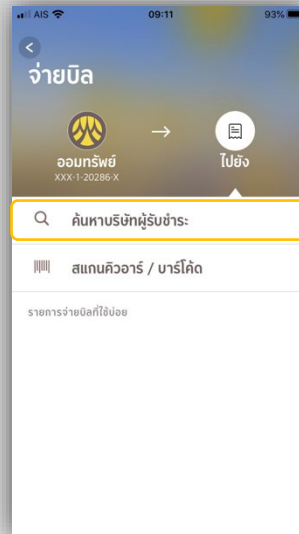 AIS
09:11
93%
จ่ายบิล
ออมทรัพย์
ไปยัง
XXX-1-20286-X
ค้นหาบริษัทผู้รับชำระ
สแกนคิวอาร์ / บาร์โค้ด
รายการจ่ายบิลที่ใช้บ่อย